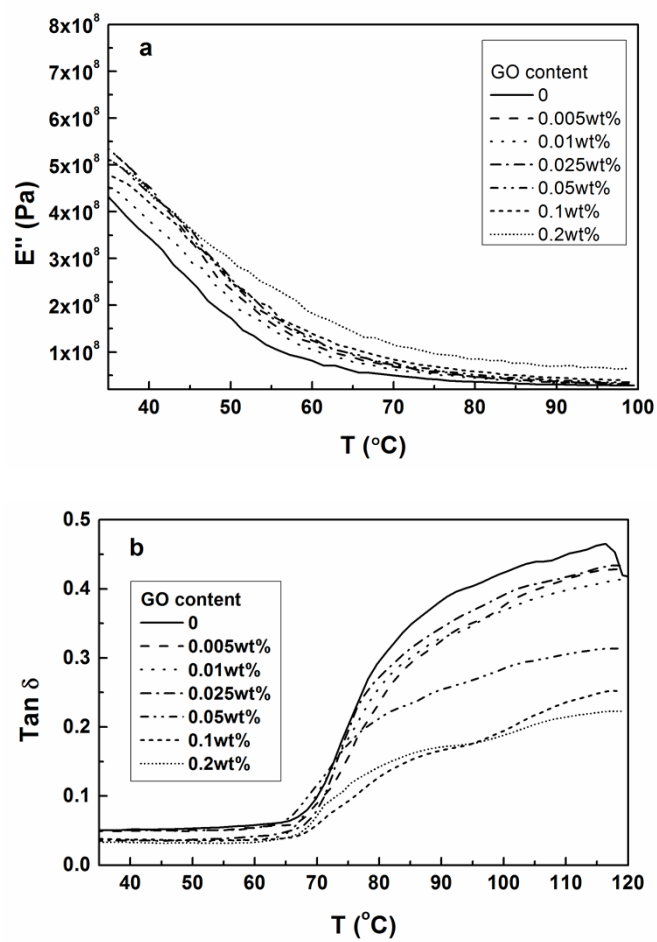 a
8x10⁸
7x10⁸
6x10⁸
5x10⁸
4x10⁸
3x10⁸
2x10⁸
1x10⁸
E'' (Pa)
GO content
0
0.005wt%
0.01wt%
0.025wt%
0.05wt%
0.1wt%
0.2wt%
40 50 60 70 80 90 100
T (°C)
b
0.5
0.4
0.3
0.2
0.1
0.0
Tan δ
GO content
0
0.005wt%
0.01wt%
0.025wt%
0.05wt%
0.1wt%
0.2wt%
40 50 60 70 80 90 100 110 120
T (°C)